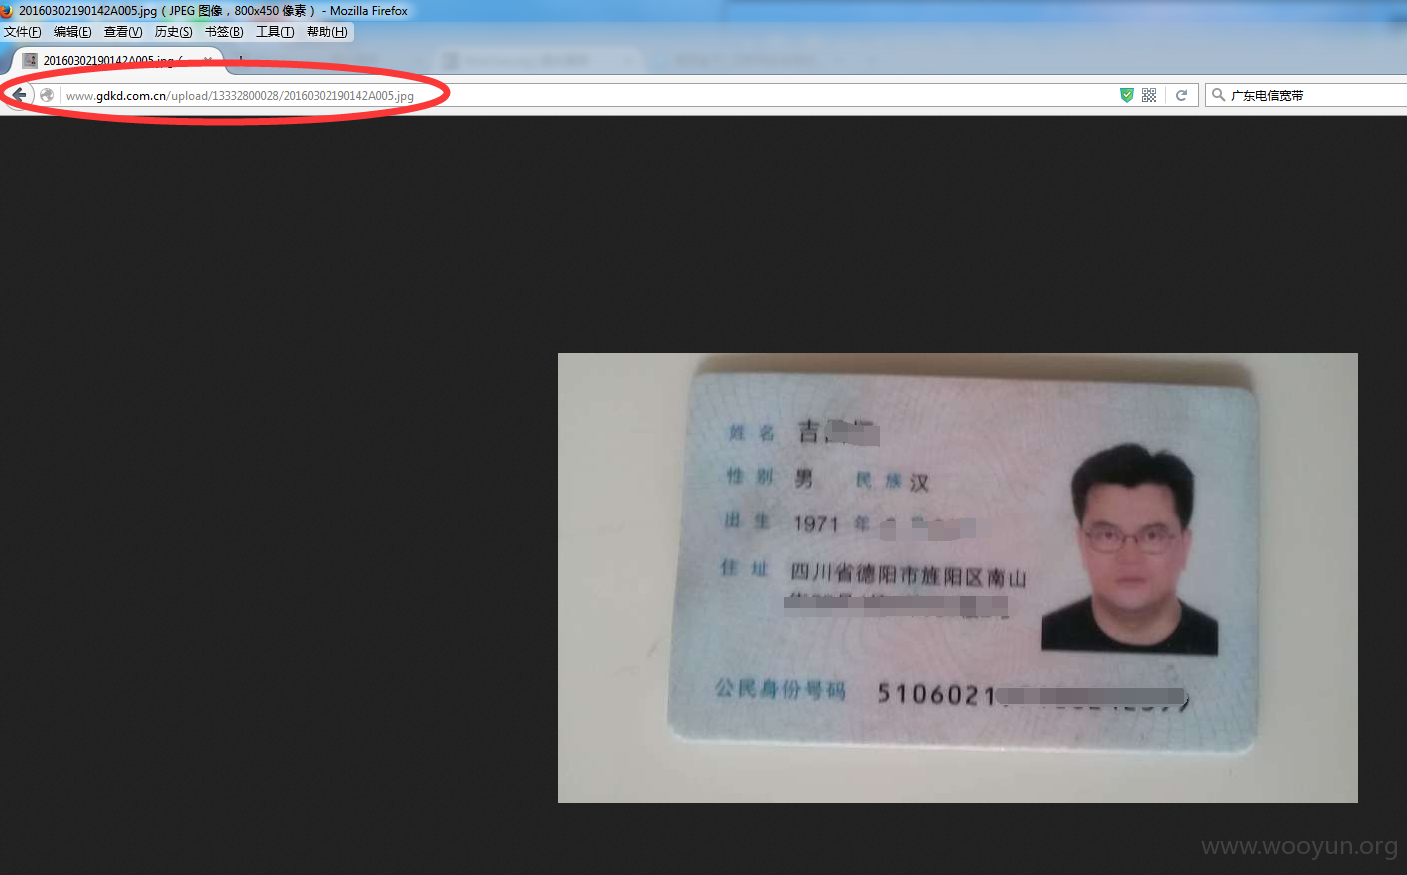 20160302190142A005.jpg ( JPEG 图像，800x450 像素 ) - Mozilla Firefox
文件(F) 编辑(E) 查看(V) 历史(S) 书签(B) 工具(T) 帮助(H)
20160302190142A005.jpg (
www.gdkd.com.cn/upload/13332800028/20160302190142A005.jpg
广东电信宽带
姓名 吉
性别 男 民族 汉
出生 1971 年
住址 四川省德阳市旌阳区南山
公民身份号码 5106021
www.wooyun.org